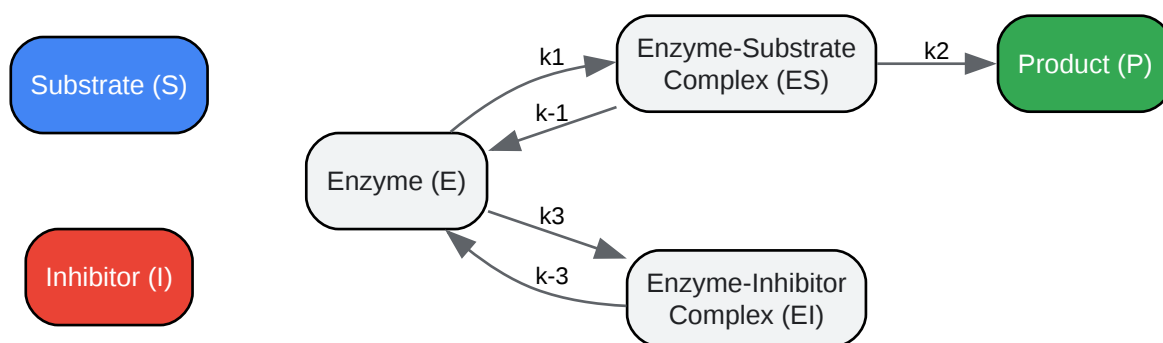 Substrate (S)
Inhibitor (I)
Enzyme (E)
k1
k-1
k3
k-3
Enzyme-Substrate
Complex (ES)
Enzyme-Inhibitor
Complex (EI)
k2
Product (P)